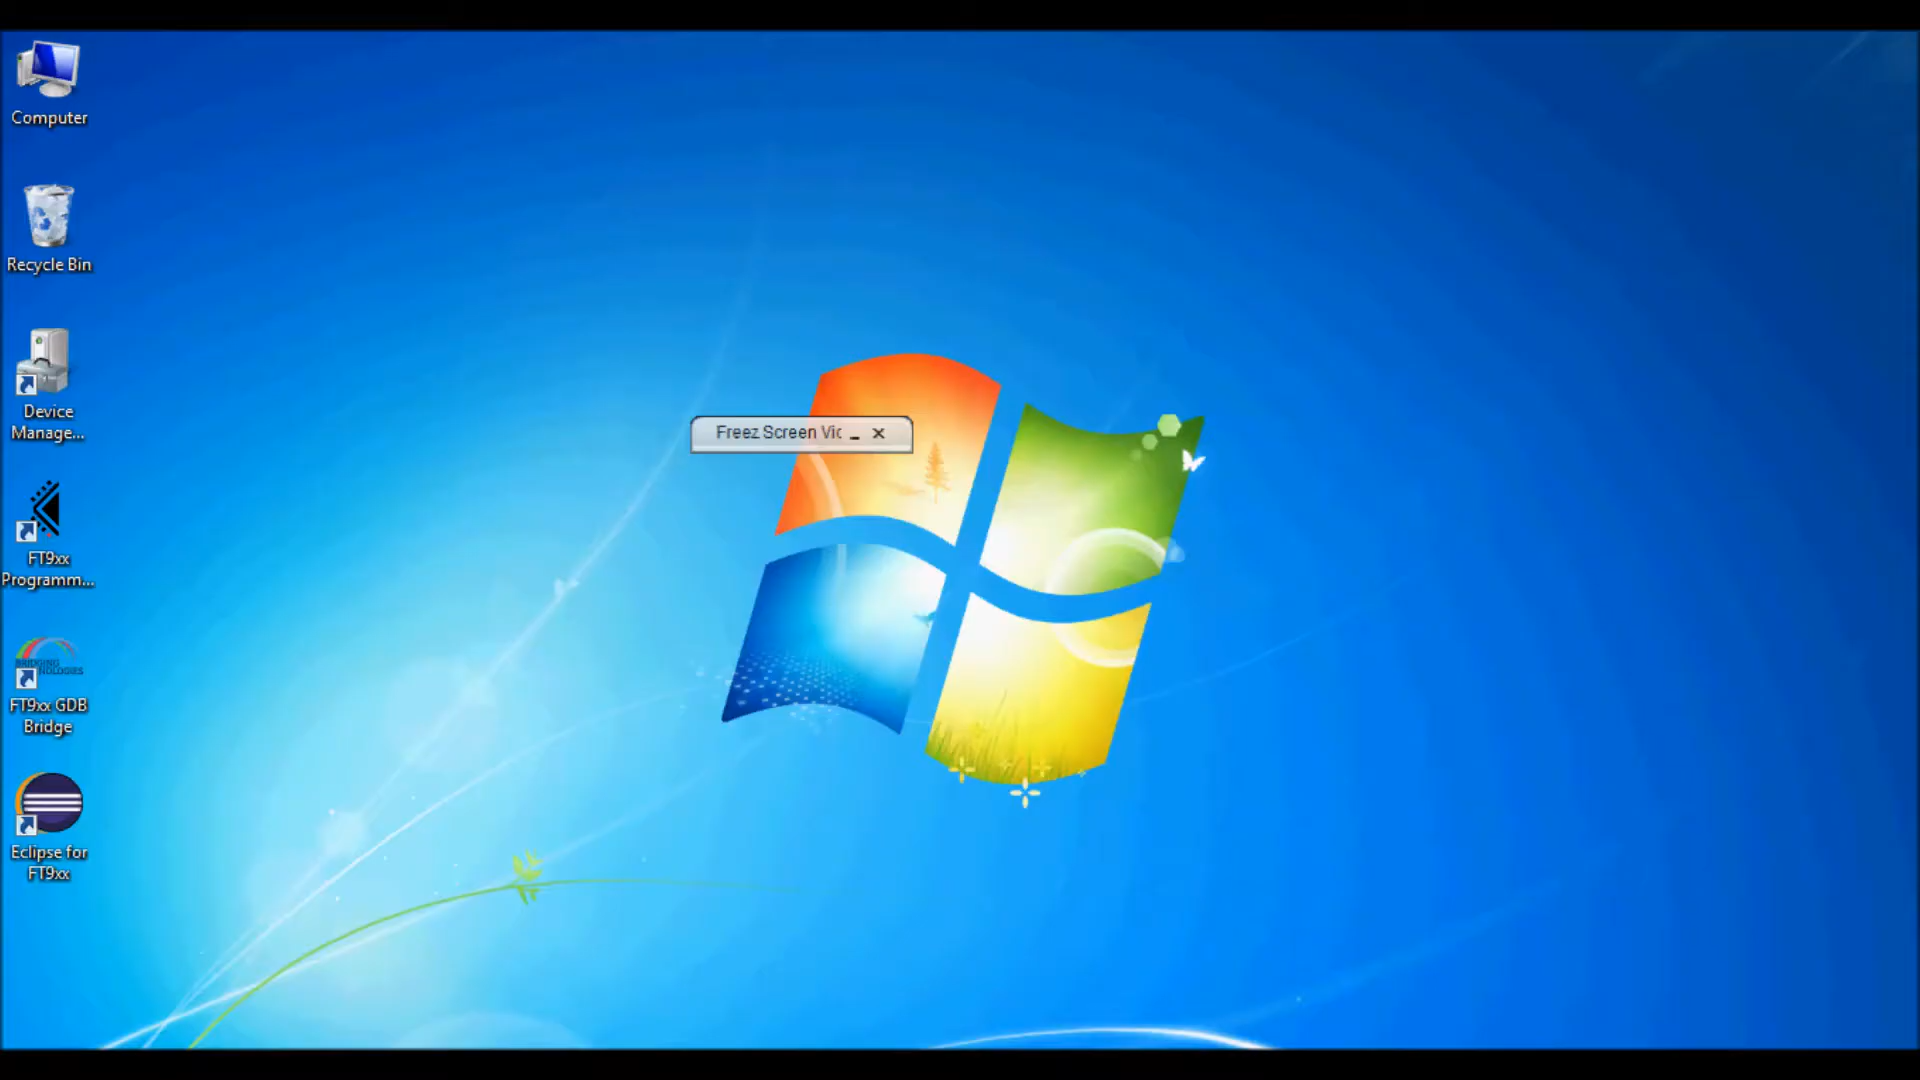 Computer
Recycle Bin
Device
Manage...
FT9xx
Programm...
FT9xx GDB
Bridge
Eclipse for
FT9xx
Freez Screen Vic